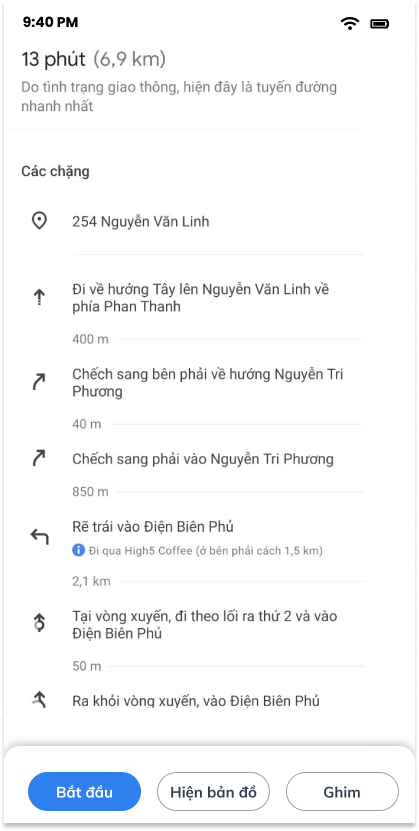 9:40 PM
13 phút (6,9 km)
Do tình trạng giao thông, hiện đây là tuyến đường
nhanh nhất
Các chặng
254 Nguyễn Văn Linh
Đi về hướng Tây lên Nguyễn Văn Linh về
phía Phan Thanh
400 m
Chếch sang bên phải về hướng Nguyễn Tri
Phương
40 m
Chếch sang phải vào Nguyễn Tri Phương
850 m
Rẽ trái vào Điện Biên Phủ
Đi qua High5 Coffee (ở bên phải cách 1,5 km)
2,1 km
Tại vòng xuyến, đi theo lối ra thứ 2 và vào
Điện Biên Phủ
50 m
Ra khỏi vòng xuyến, vào Điện Biên Phủ
Bắt đầu
Hiện bản đồ
Ghim